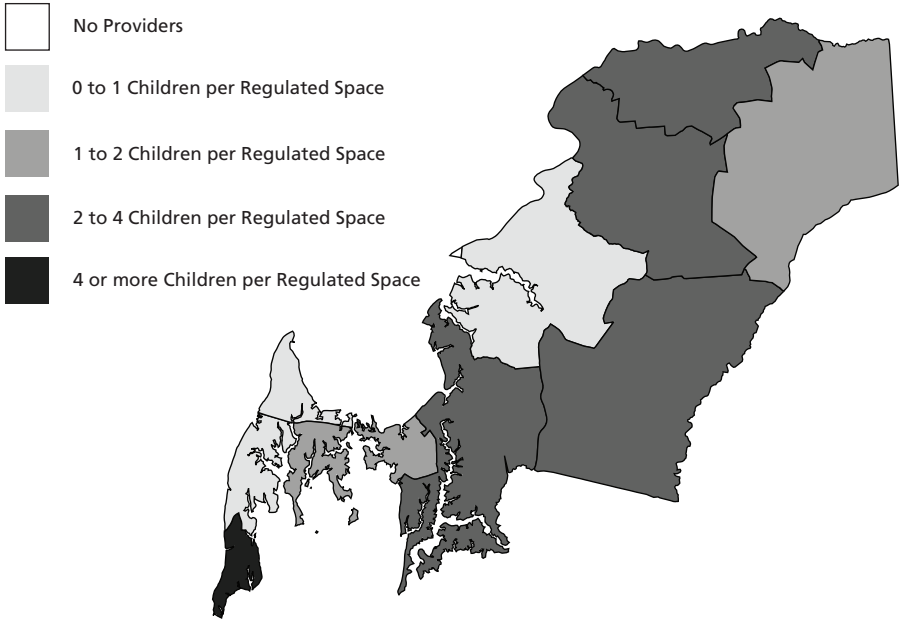 No Providers
0 to 1 Children per Regulated Space
1 to 2 Children per Regulated Space
2 to 4 Children per Regulated Space
4 or more Children per Regulated Space